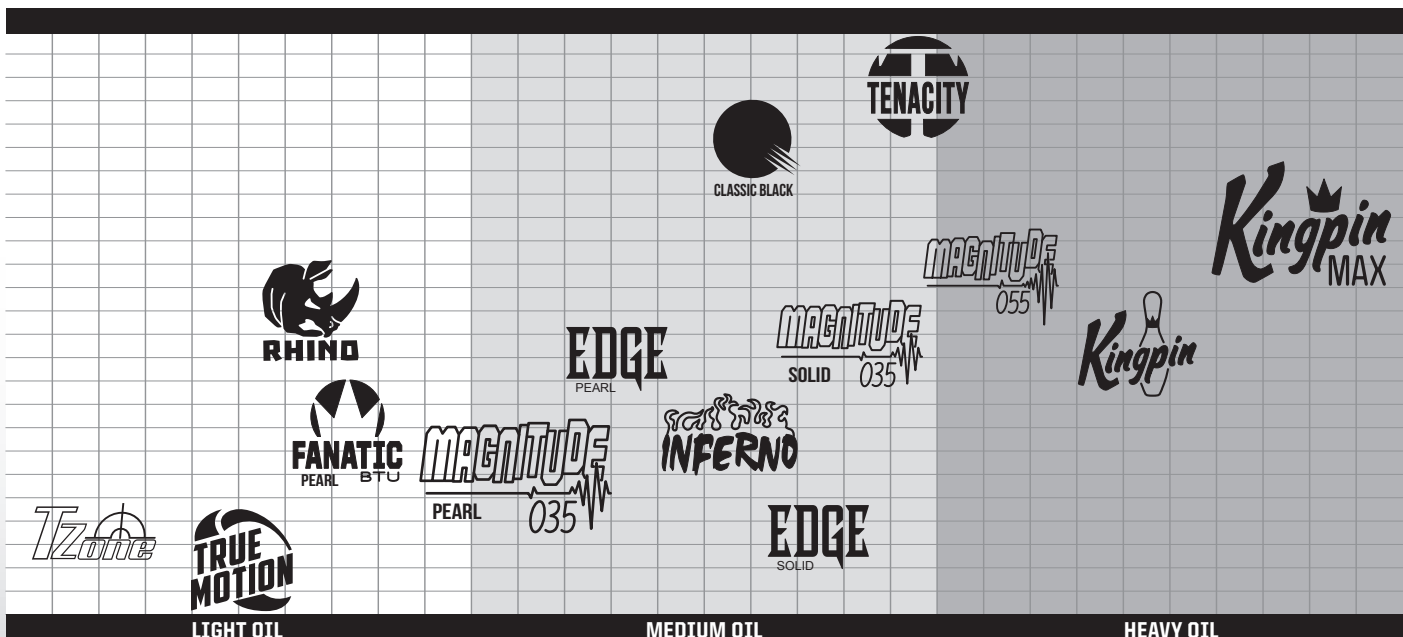 TENACITY
CLASSIC BLACK
Kingpin
MAX
MAGNITUDE
055
RHINO
Kingpin
MAGNITUDE
SOLID 035
EDGE
PEARL
FANATIC
PEARL BTU
INFERNO
MAGNITUDE
PEARL 035
TZone
TRUE
MOTION
EDGE
SOLID
LIGHT OIL MEDIUM OIL HEAVY OIL